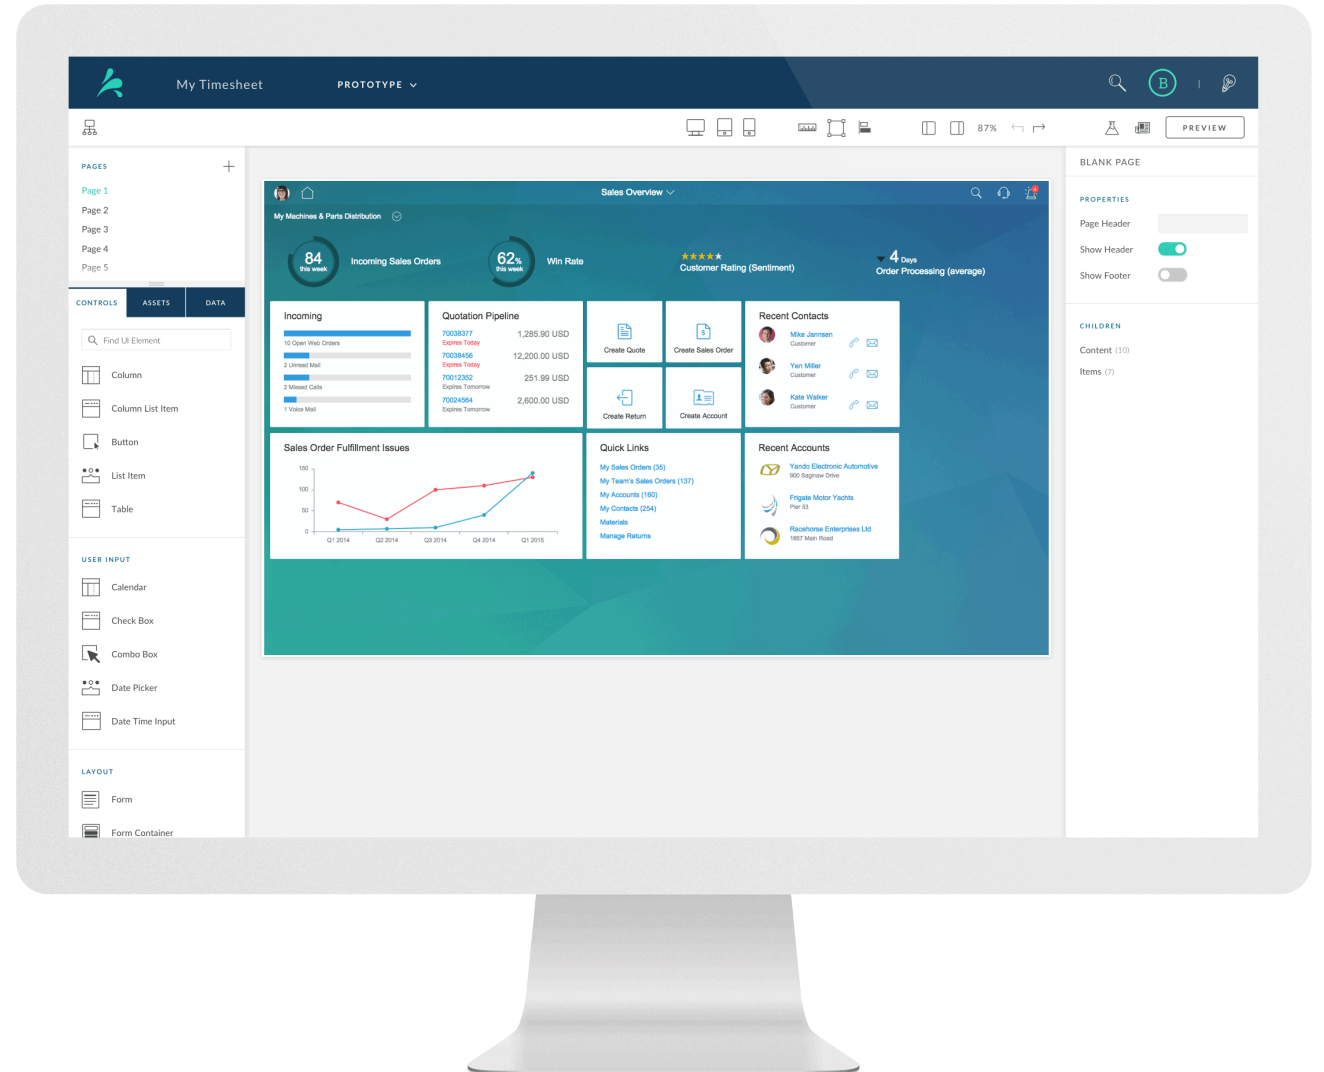 My Timesheet
PROTOTYPE
B
87%
PREVIEW
PAGES
Page 1
Page 2
Page 3
Page 4
Page 5
CONTROLS
ASSETS
DATA
Find UI Element
Column
Column List Item
Button
List Item
Table
USER INPUT
Calendar
Check Box
Combo Box
Date Picker
Date Time Input
LAYOUT
Form
Form Container
Sales Overview
My Machines & Parts Distribution
84
this week
Incoming Sales Orders
62%
this week
Win Rate
Customer Rating (Sentiment)
4 Days
Order Processing (average)
Incoming
10 Open Web Orders
2 Unread Mail
2 Missed Calls
1 Voice Mail
Quotation Pipeline
70038377 1,285.90 USD
Expires Today
70038456 12,200.00 USD
Expires Today
70012352 251.99 USD
Expires Tomorrow
70024564 2,600.00 USD
Expires Tomorrow
Create Quote
Create Sales Order
Create Return
Create Account
Recent Contacts
Mike Jannsen
Customer
Yen Miller
Customer
Kate Walker
Customer
Sales Order Fulfillment Issues
150
100
50
0
Q1 2014 Q2 2014 Q3 2014 Q4 2014 Q1 2015
Quick Links
My Sales Orders (35)
My Team's Sales Orders (137)
My Accounts (160)
My Contacts (254)
Materials
Manage Returns
Recent Accounts
Yando Electronic Automotive
900 Saginaw Drive
Frigate Motor Yachts
Pier 53
Racehorse Enterprises Ltd
1857 Main Road
BLANK PAGE
PROPERTIES
Page Header
Show Header
Show Footer
CHILDREN
Content (10)
Items (7)